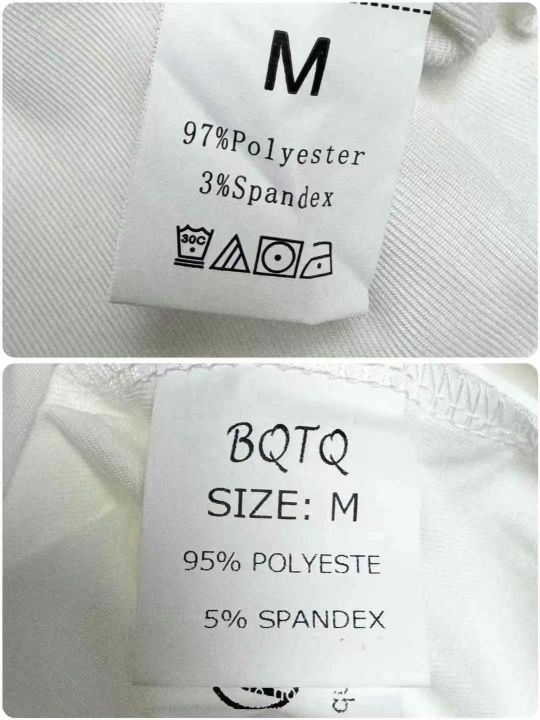 M
97%Polyester
3%Spandex
30C
BQTQ
SIZE: M
95% POLYESTE
5% SPANDEX